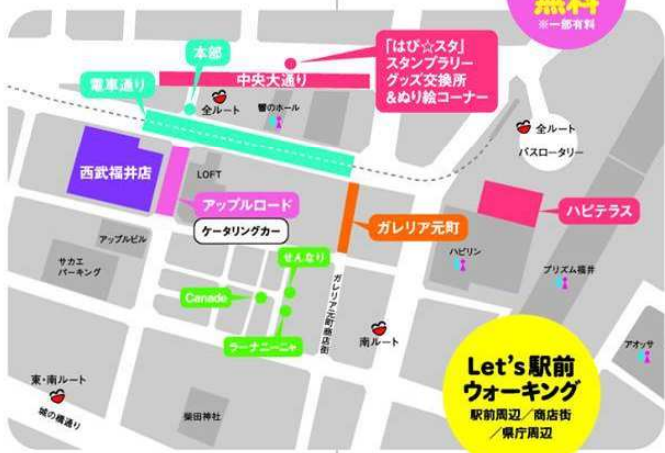 無料
※一部有料
本部
「はぴ☆スタ」
スタンプラリー
グッズ交換所
&ぬり絵コーナー
中央大通り
電車通り
全ルート
響のホール
全ルート
バスロータリー
西武福井店
LOFT
アップルロード
ケータリングカー
ガレリア元町
ハピテラス
アップルビル
サカエ
パーキング
せんなり
Canade
ラーナニーニャ
ガレリア元町商店街
ハピリン
プリズム福井
アオッサ
南ルート
東・南ルート
城の橋通り
柴田神社
Let's駅前
ウォーキング
駅前周辺/商店街
/県庁周辺